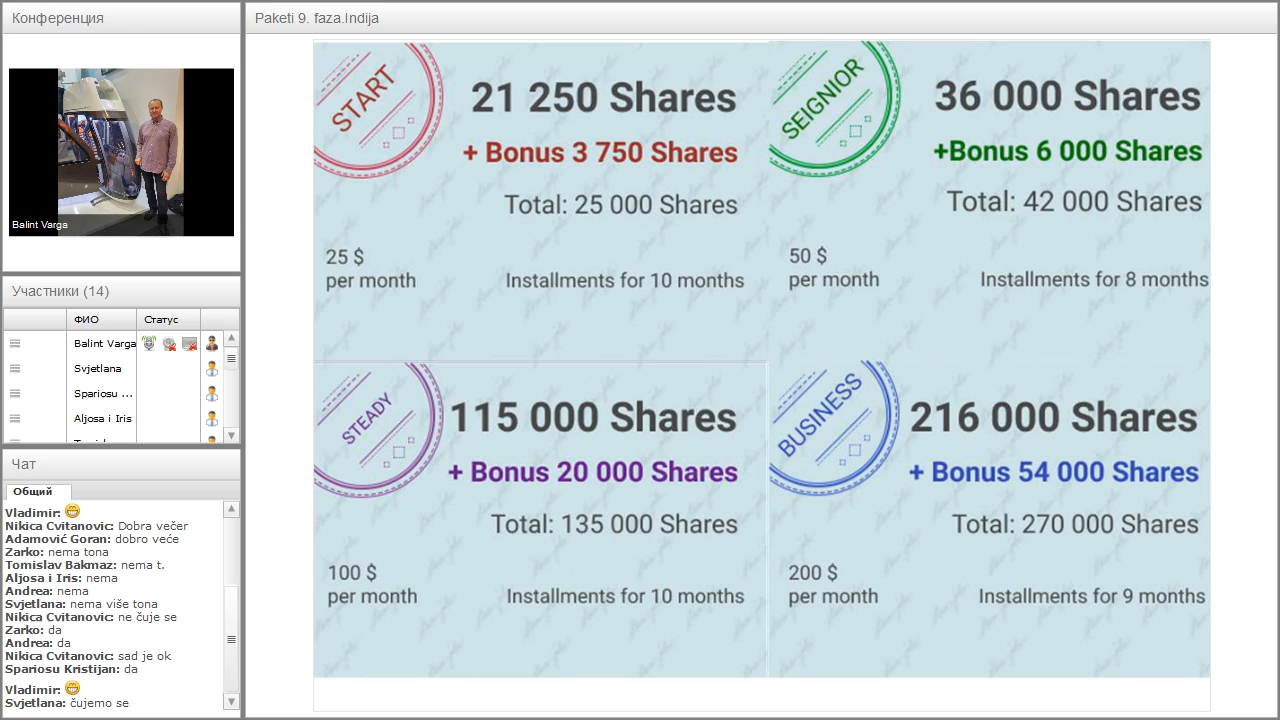 Конференция
Balint Varga
Участники (14)
ФИО Статус
Balint Varga
Svjetlana
Spariosu ...
Aljosa i Iris
Чат
Общий
Vladimir:
Nikica Cvitanovic: Dobra večer
Adamović Goran: dobro veće
Zarko: nema tona
Tomislav Bakmaz: nema t.
Aljosa i Iris: nema
Andrea: nema
Svjetlana: nema više tona
Nikica Cvitanovic: ne čuje se
Zarko: da
Andrea: da
Nikica Cvitanovic: sad je ok
Spariosu Kristijan: da
Vladimir:
Svjetlana: čujemo se
Paketi 9. faza.Indija
START
21 250 Shares
+ Bonus 3 750 Shares
Total: 25 000 Shares
25 $
per month
Installments for 10 months
SEIGNIOR
36 000 Shares
+Bonus 6 000 Shares
Total: 42 000 Shares
50 $
per month
Installments for 8 months
STEADY
115 000 Shares
+ Bonus 20 000 Shares
Total: 135 000 Shares
100 $
per month
Installments for 10 months
BUSINESS
216 000 Shares
+ Bonus 54 000 Shares
Total: 270 000 Shares
200 $
per month
Installments for 9 months